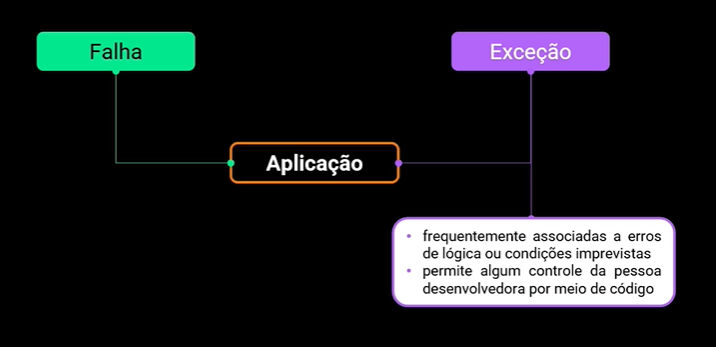 Falha
Exceção
Aplicação
• frequentemente associadas a erros
de lógica ou condições imprevistas
• permite algum controle da pessoa
desenvolvedora por meio de código